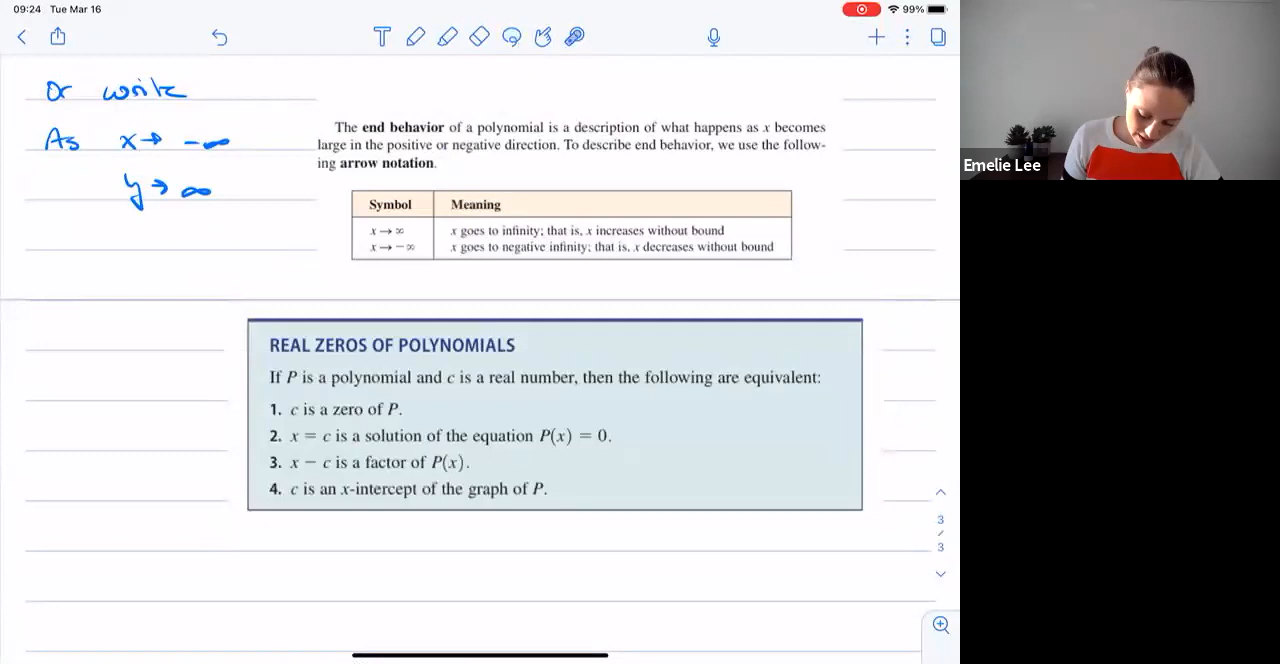 09:24 Tue Mar 16
99%
Or write
As x → -∞
y → ∞
The end behavior of a polynomial is a description of what happens as x becomes
large in the positive or negative direction. To describe end behavior, we use the follow-
ing arrow notation.
Symbol Meaning
x → ∞ x goes to infinity; that is, x increases without bound
x → -∞ x goes to negative infinity; that is, x decreases without bound
REAL ZEROS OF POLYNOMIALS
If P is a polynomial and c is a real number, then the following are equivalent:
1. c is a zero of P.
2. x = c is a solution of the equation P(x) = 0.
3. x − c is a factor of P(x).
4. c is an x-intercept of the graph of P.
3
/
3
Emelie Lee